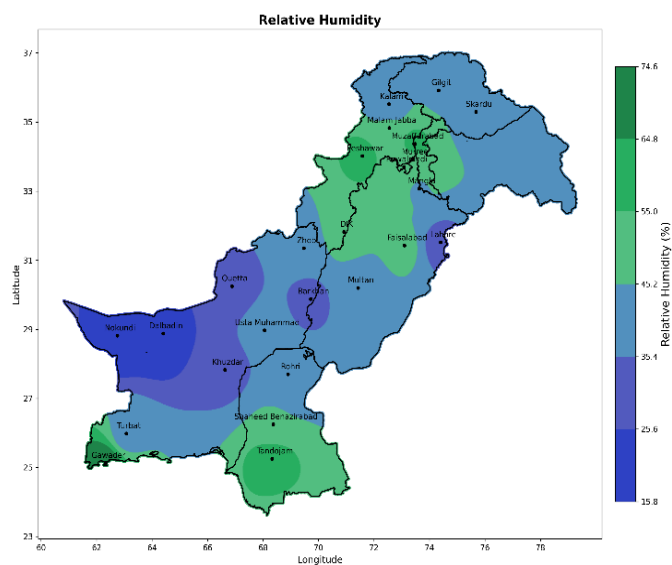 Relative Humidity
37
35
33
31
29
27
25
23
60
62
64
66
68
70
72
74
76
78
Latitude
Longitude
Gilgit
Kalam
Skardu
Malam Jabba
Muzaffarabad
Peshawar
Murree
Rawalpindi
Mangla
DIK
Faisalabad
Lahore
Zhob
Quetta
Barkhan
Multan
Nokundi
Dalbadin
Usta Muhammad
Khuzdar
Rohri
Shaheed Benazirabad
Turbat
Gawader
Tandojam
74.6
64.8
55.0
45.2
35.4
25.6
15.8
Relative Humidity (%)